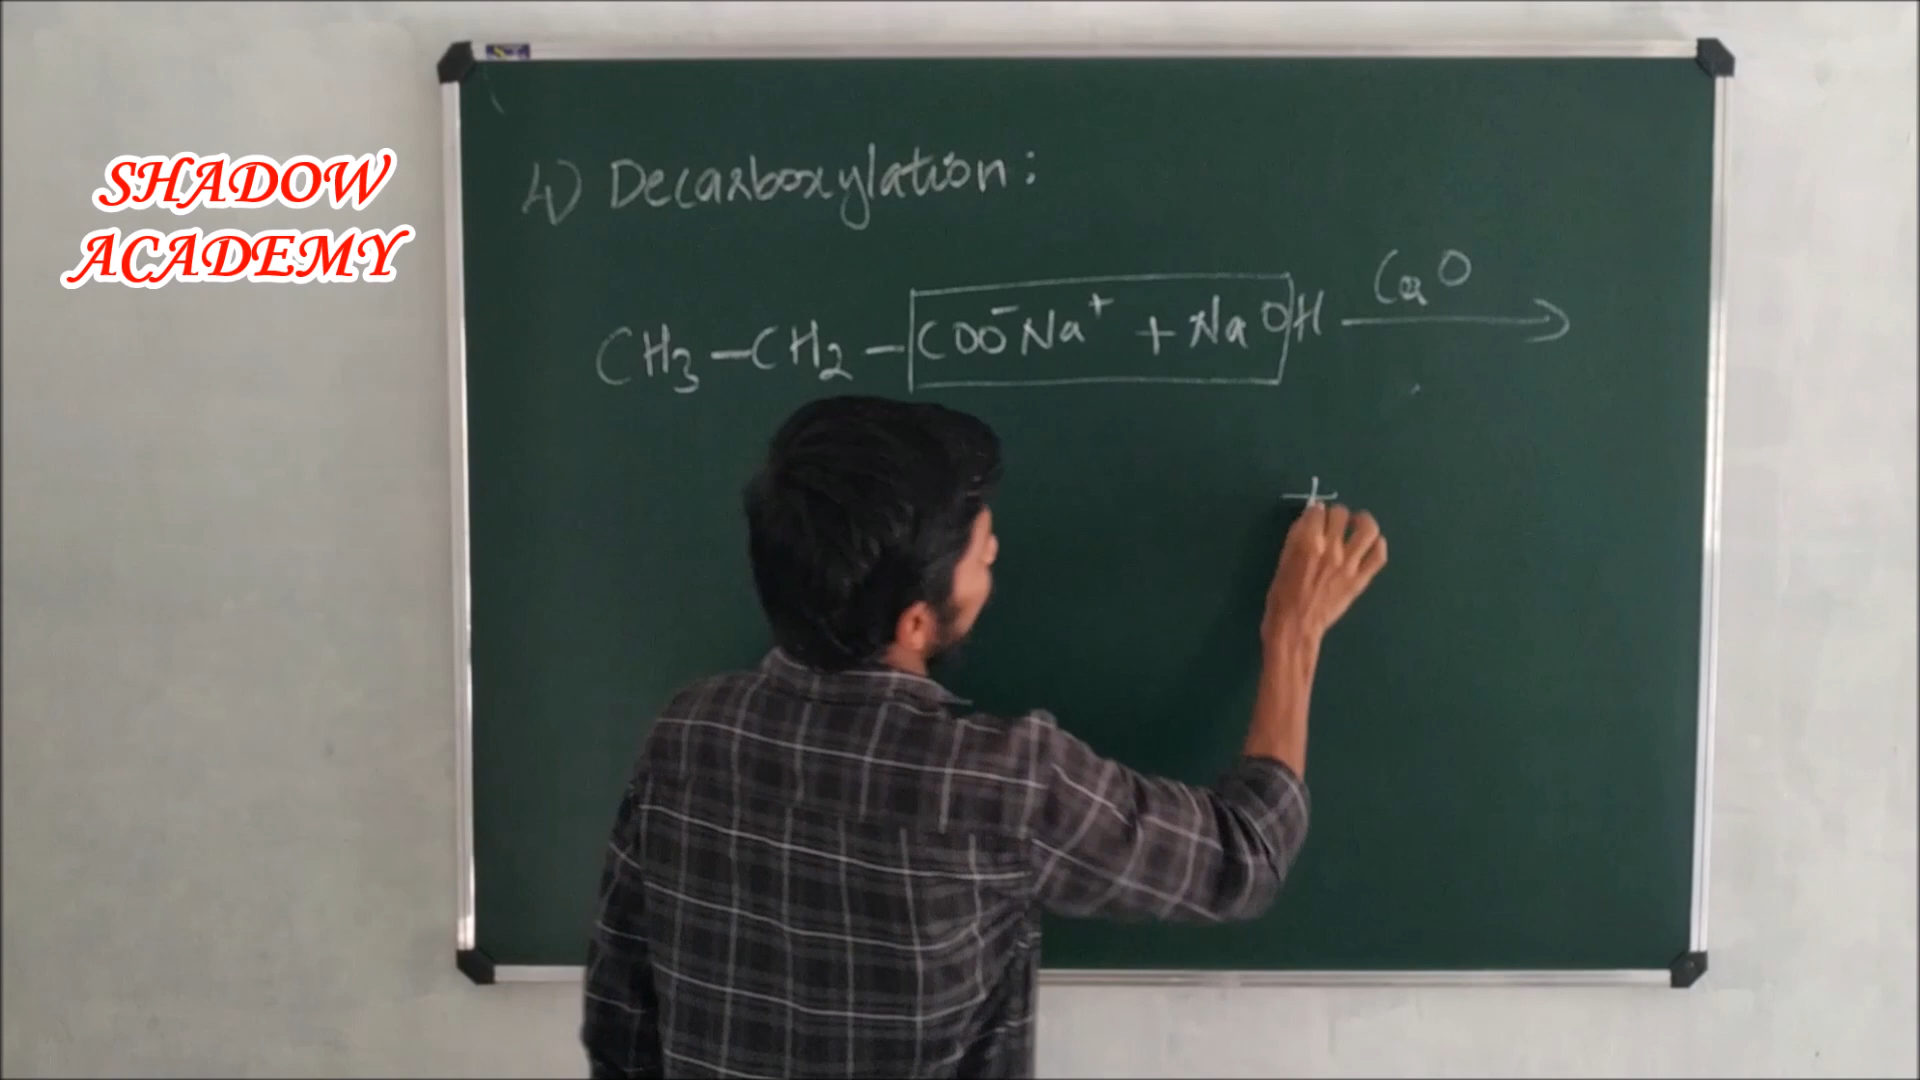 SHADOW
ACADEMY
4) Decarboxylation:
CH₃-CH₂-COO⁻Na⁺ + NaOH CaO →
+